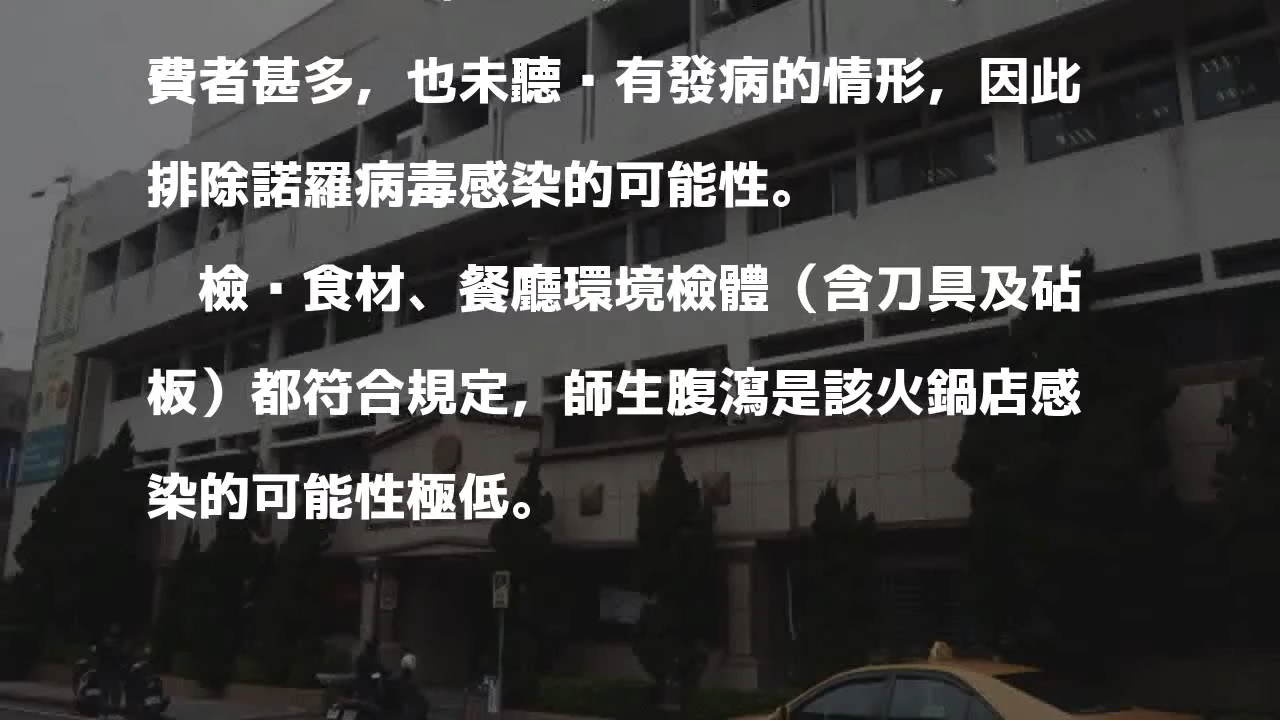 費者甚多，也未聽▪有發病的情形，因此
排除諾羅病毒感染的可能性。
檢▪食材、餐廳環境檢體（含刀具及砧
板）都符合規定，師生腹瀉是該火鍋店感
染的可能性極低。